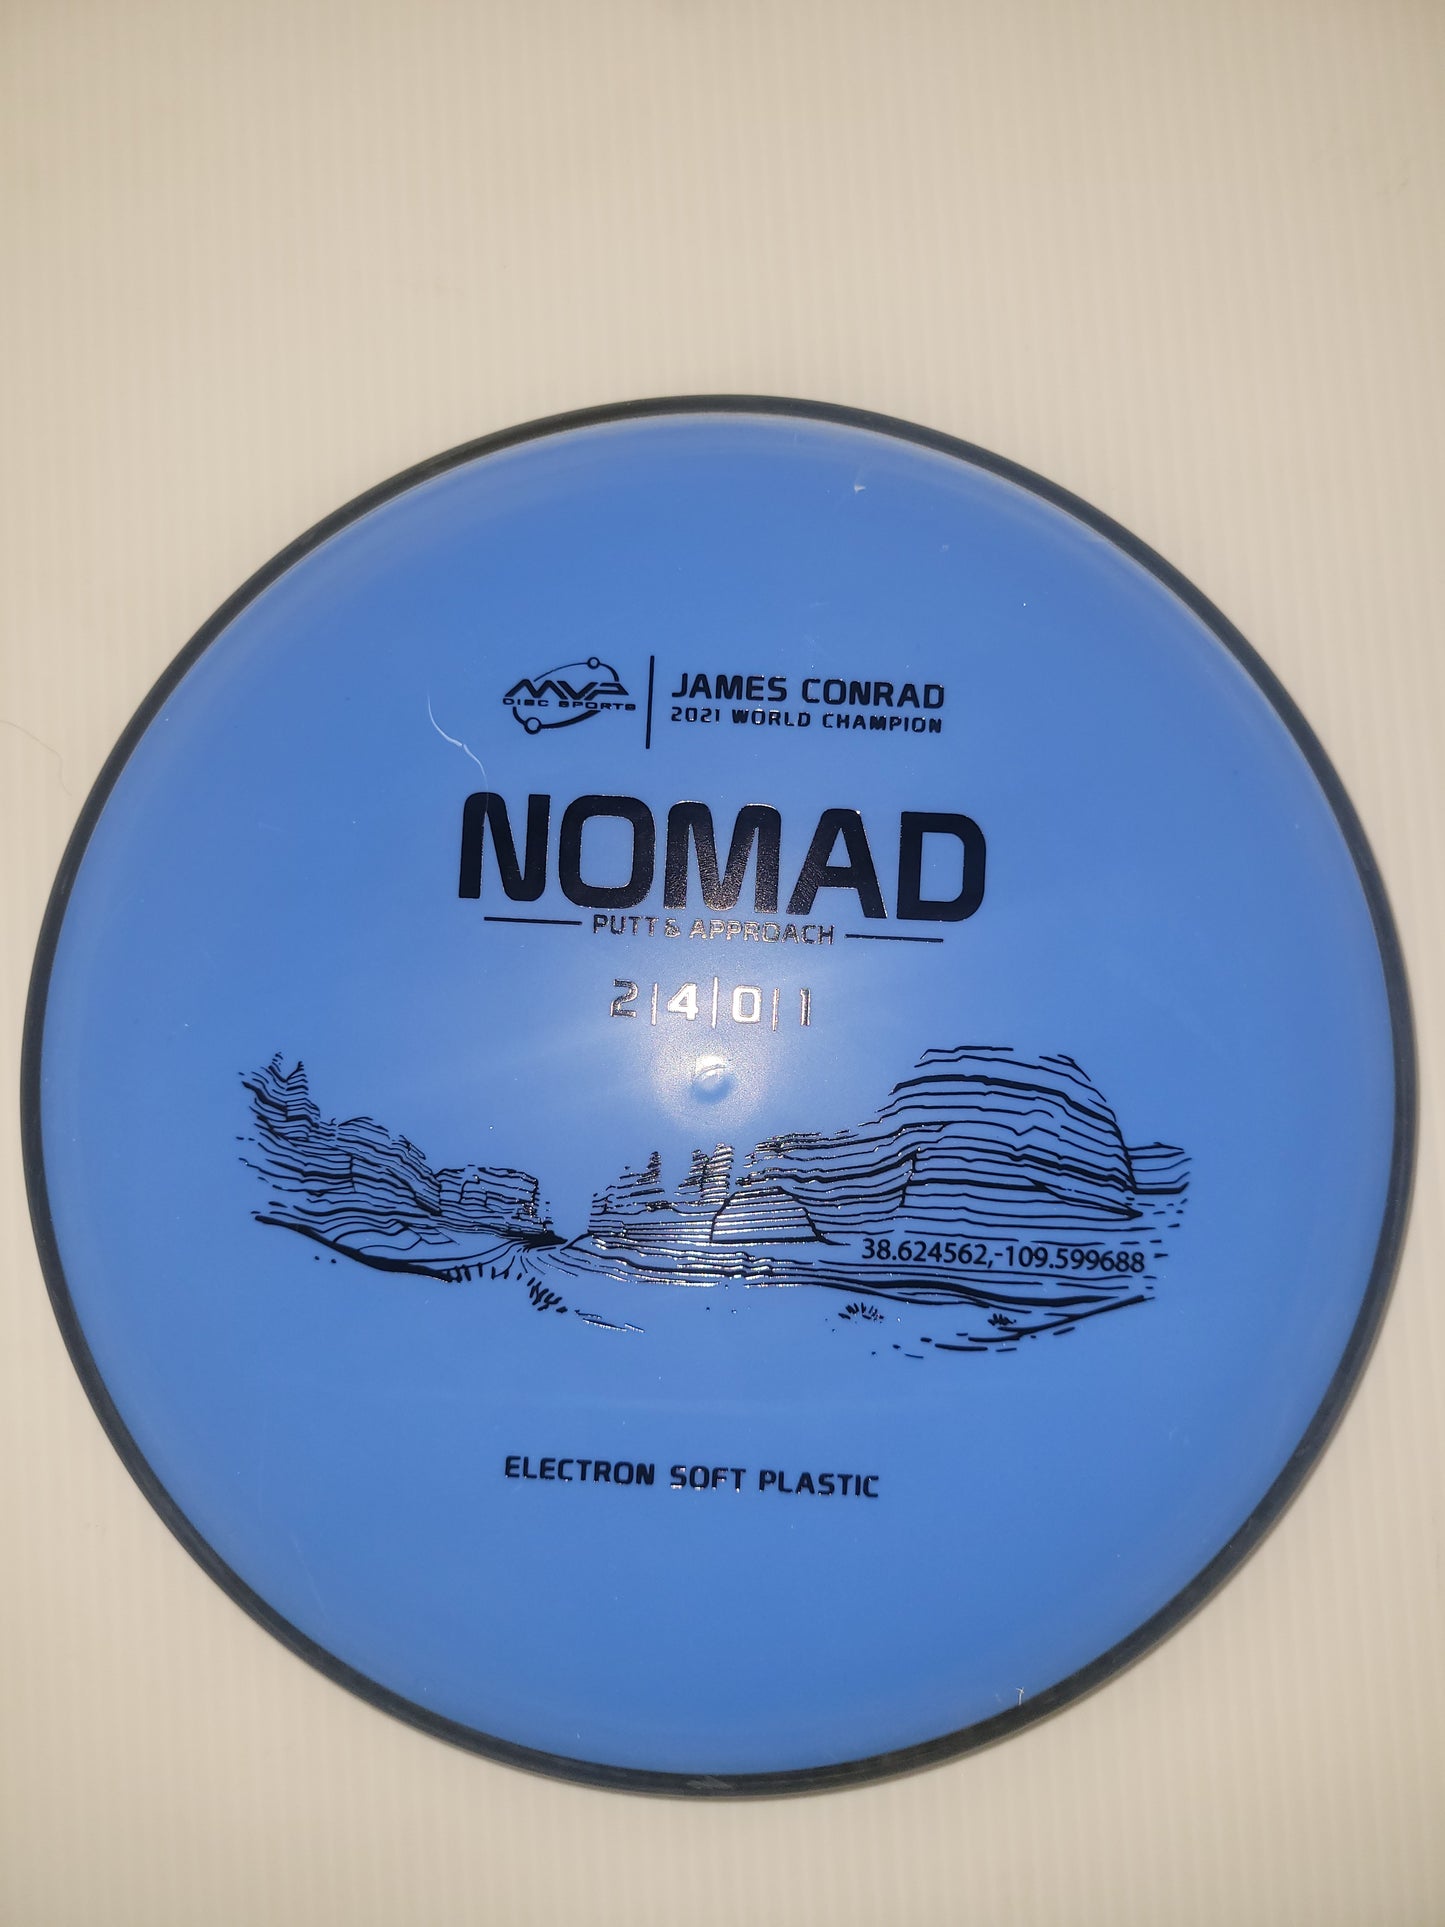 MVP
DISC SPORTS
JAMES CONRAD
2021 WORLD CHAMPION
NOMAD
PUTT & APPROACH
2|4|0|1
38.624562,-109.599688
ELECTRON SOFT PLASTIC